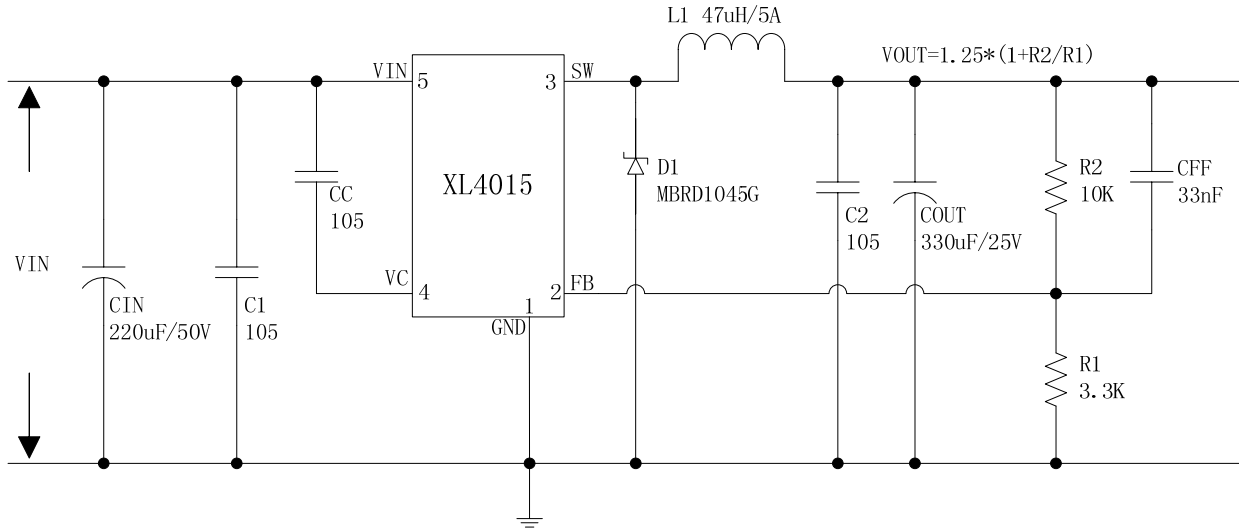 L1 47uH/5A
VOUT=1.25*(1+R2/R1)
VIN
5
3
SW
XL4015
CC
105
D1
MBRD1045G
C2
105
COUT
330uF/25V
R2
10K
CFF
33nF
VIN
VC
4
2
FB
1
GND
CIN
220uF/50V
C1
105
R1
3.3K